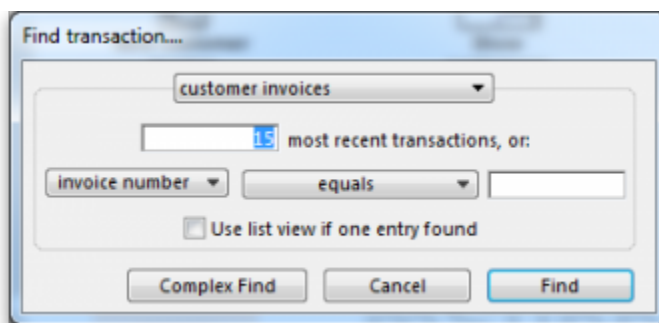 Find transaction....
customer invoices
15 most recent transactions, or:
invoice number equals
Use list view if one entry found
Complex Find Cancel Find